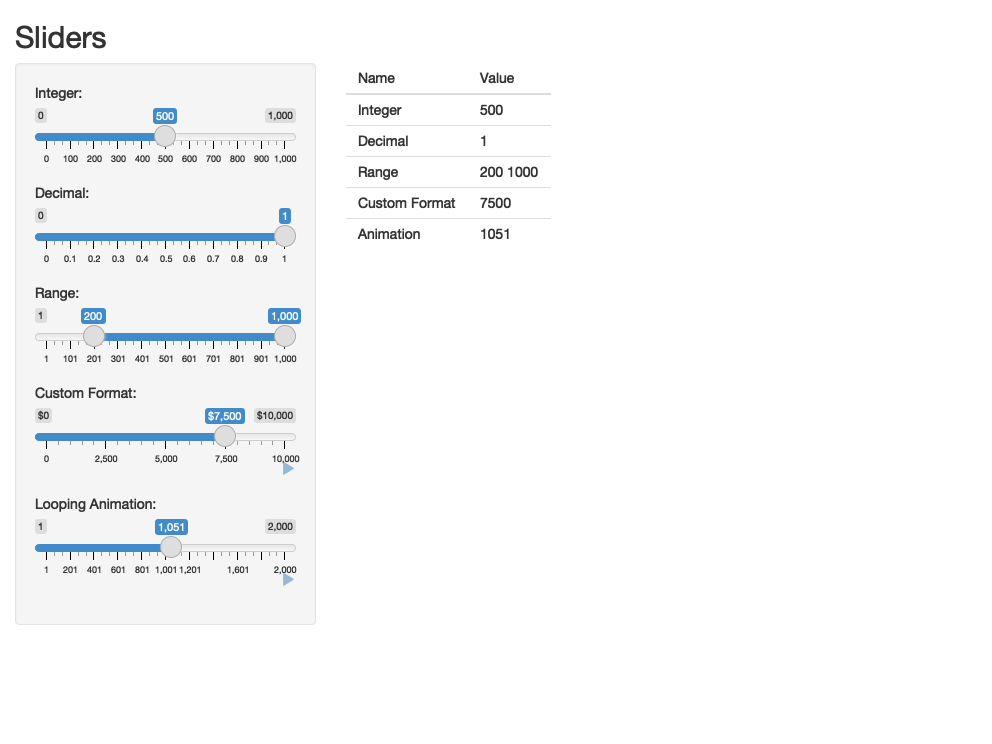 Sliders
Integer:
0 500 1,000
0 100 200 300 400 500 600 700 800 900 1,000
Decimal:
0 1
0 0.1 0.2 0.3 0.4 0.5 0.6 0.7 0.8 0.9 1
Range:
1 200 1,000
1 101 201 301 401 501 601 701 801 901 1,000
Custom Format:
$0 $7,500 $10,000
0 2,500 5,000 7,500 10,000
Looping Animation:
1 1,051 2,000
1 201 401 601 801 1,001 1,201 1,601 2,000
Name Value
Integer 500
Decimal 1
Range 200 1000
Custom Format 7500
Animation 1051